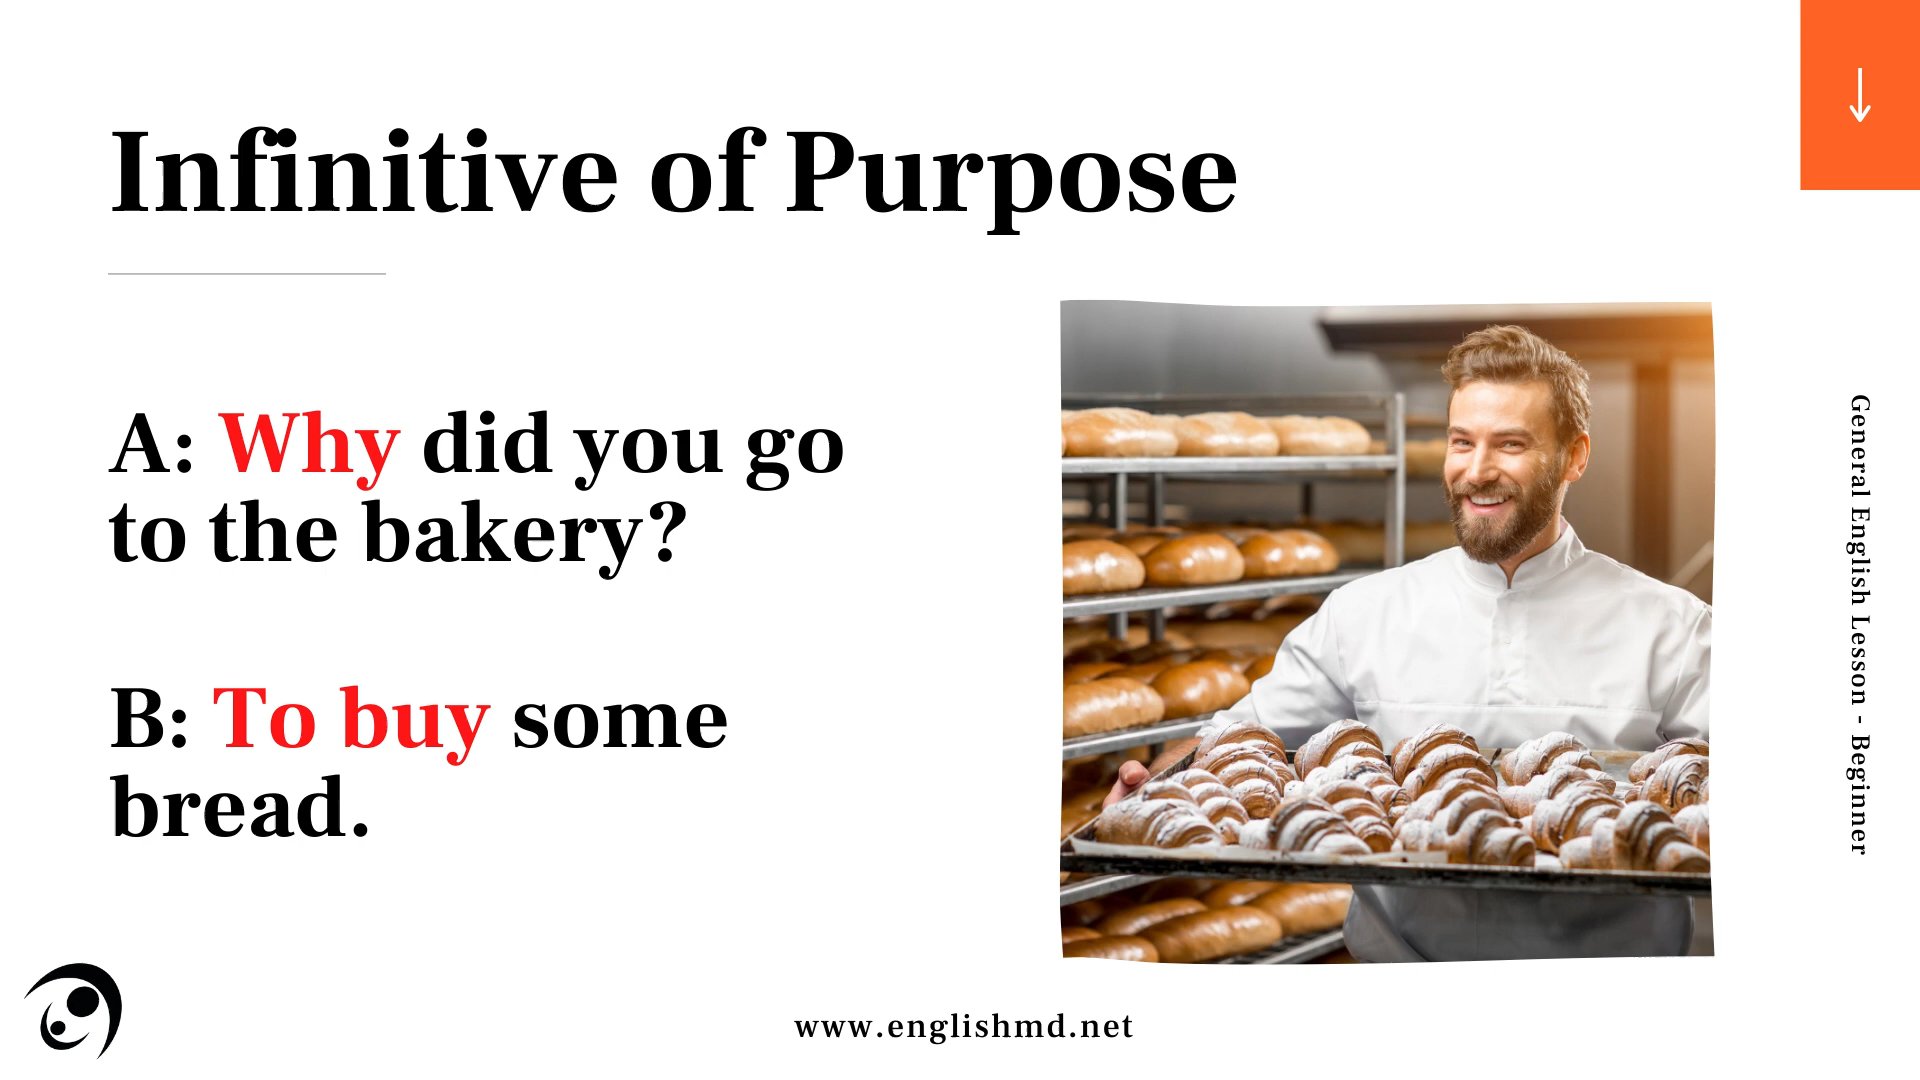 Infinitive of Purpose
A: Why did you go
to the bakery?
B: To buy some
bread.
General English Lesson - Beginner
www.englishmd.net